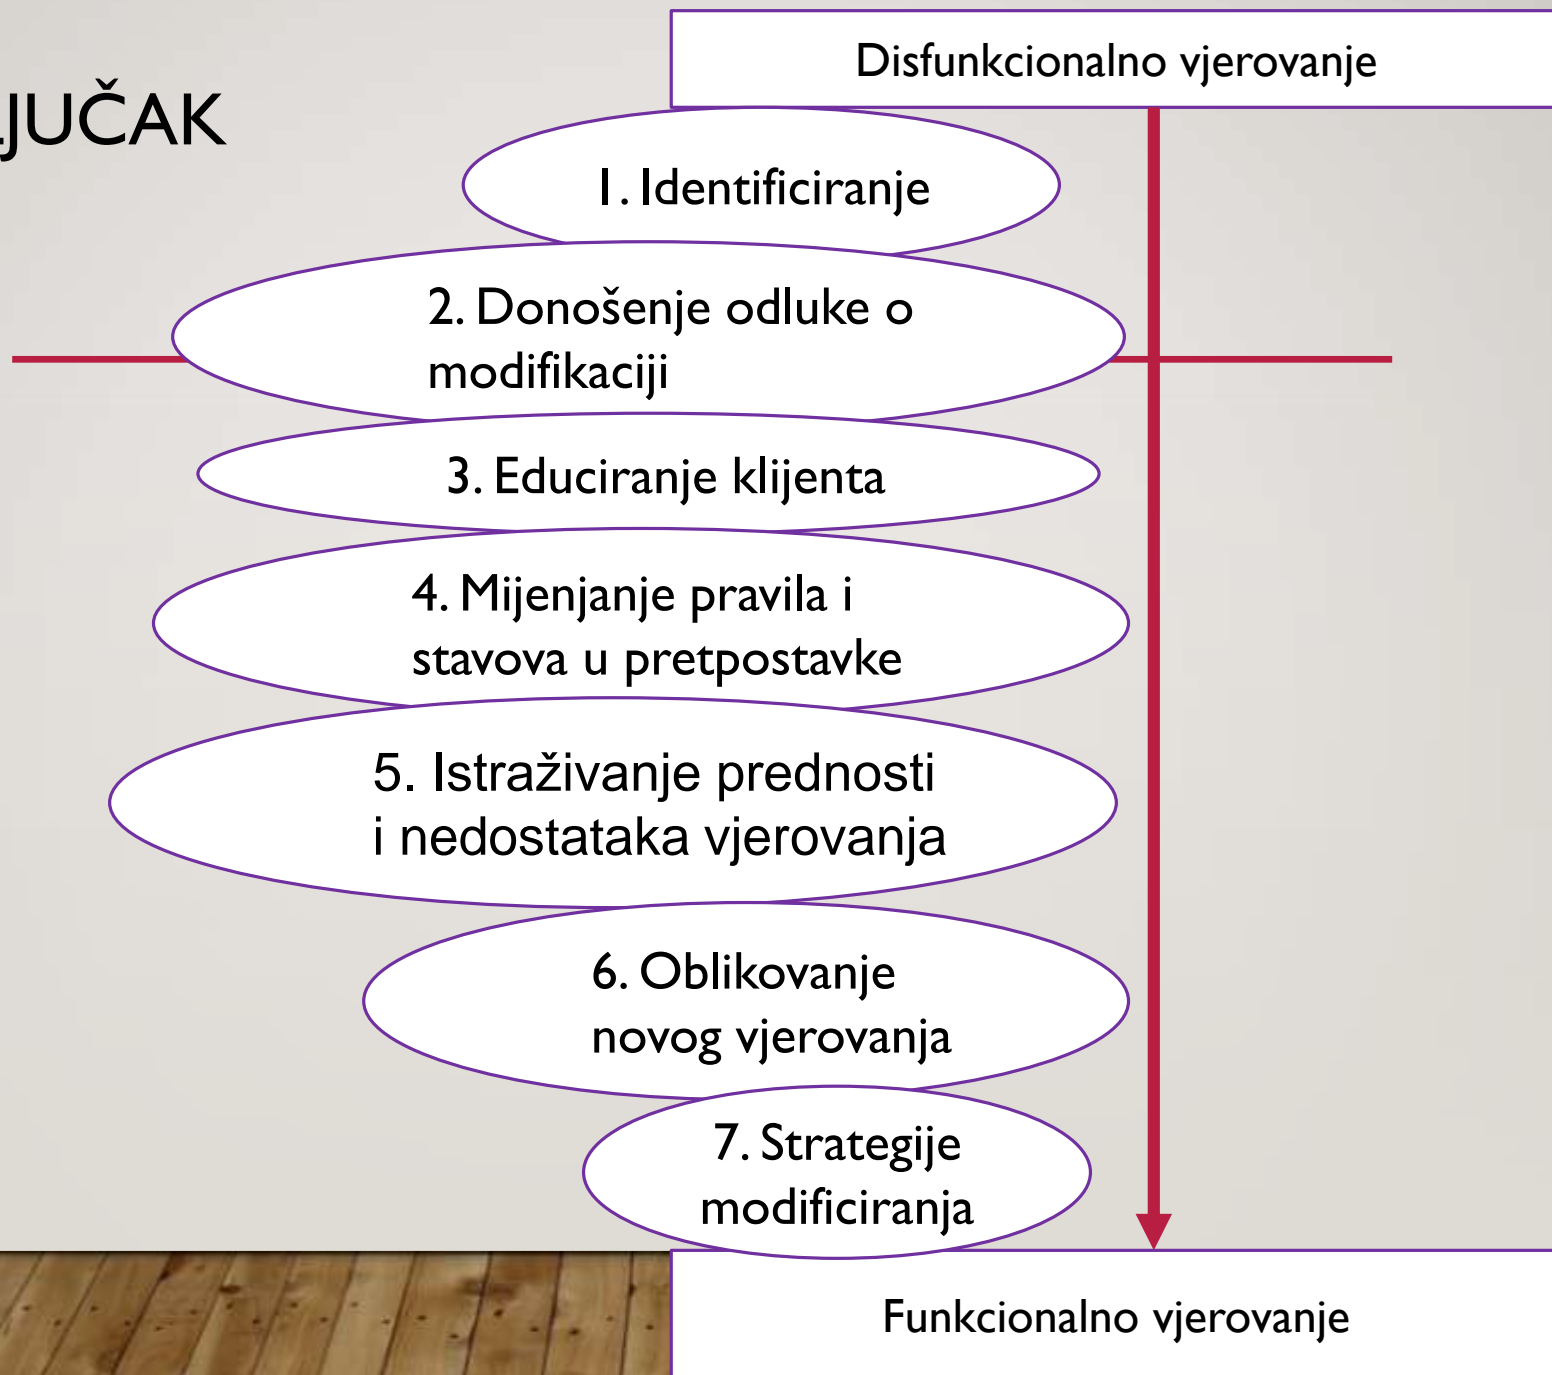 Disfunkcionalno vjerovanje
JUČAK
1. Identificiranje
2. Donošenje odluke o
modifikaciji
3. Educiranje klijenta
4. Mijenjanje pravila i
stavova u pretpostavke
5. Istraživanje prednosti
i nedostataka vjerovanja
6. Oblikovanje
novog vjerovanja
7. Strategije
modificiranja
Funkcionalno vjerovanje